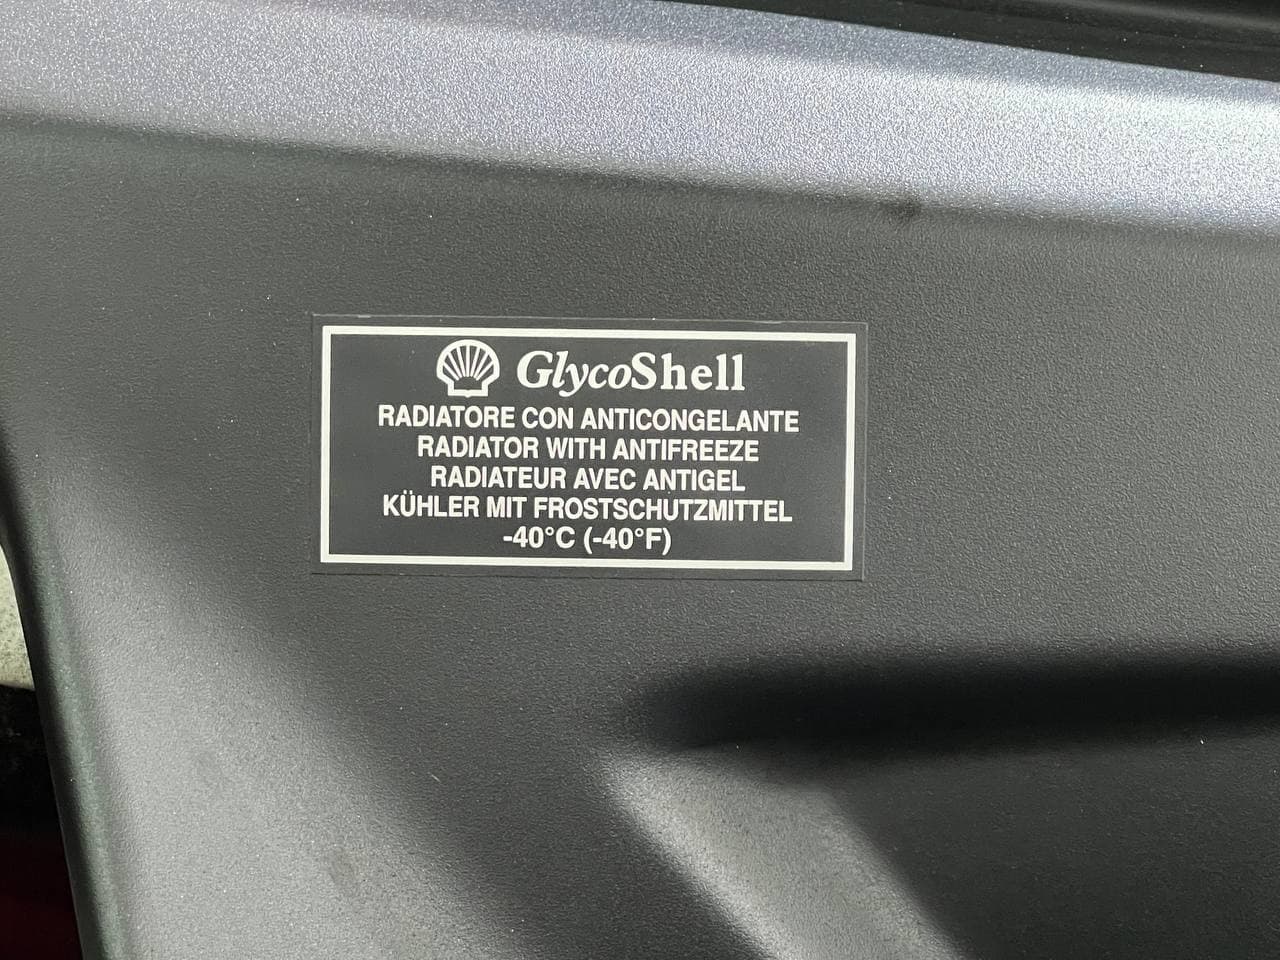 GlycoShell
RADIATORE CON ANTICONGELANTE
RADIATOR WITH ANTIFREEZE
RADIATEUR AVEC ANTIGEL
KÜHLER MIT FROSTSCHUTZMITTEL
-40°C (-40°F)